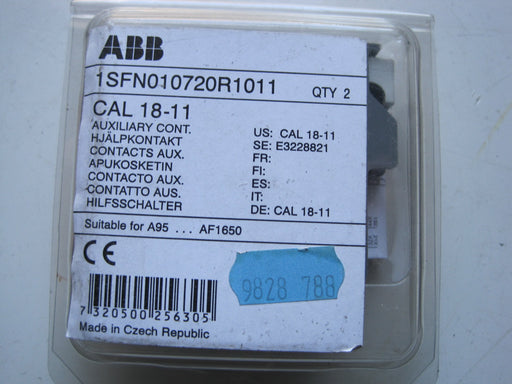 ABB
1SFN010720R1011 QTY 2
CAL 18-11
AUXILIARY CONT. US: CAL 18-11
HJÄLPKONTAKT SE: E3228821
CONTACTS AUX. FR:
APUKOSKETIN FI:
CONTACTO AUX. ES:
CONTATTO AUS. IT:
HILFSSCHALTER DE: CAL 18-11
Suitable for A95 ... AF1650
CE
9828 788
7 320500 256305
Made in Czech Republic